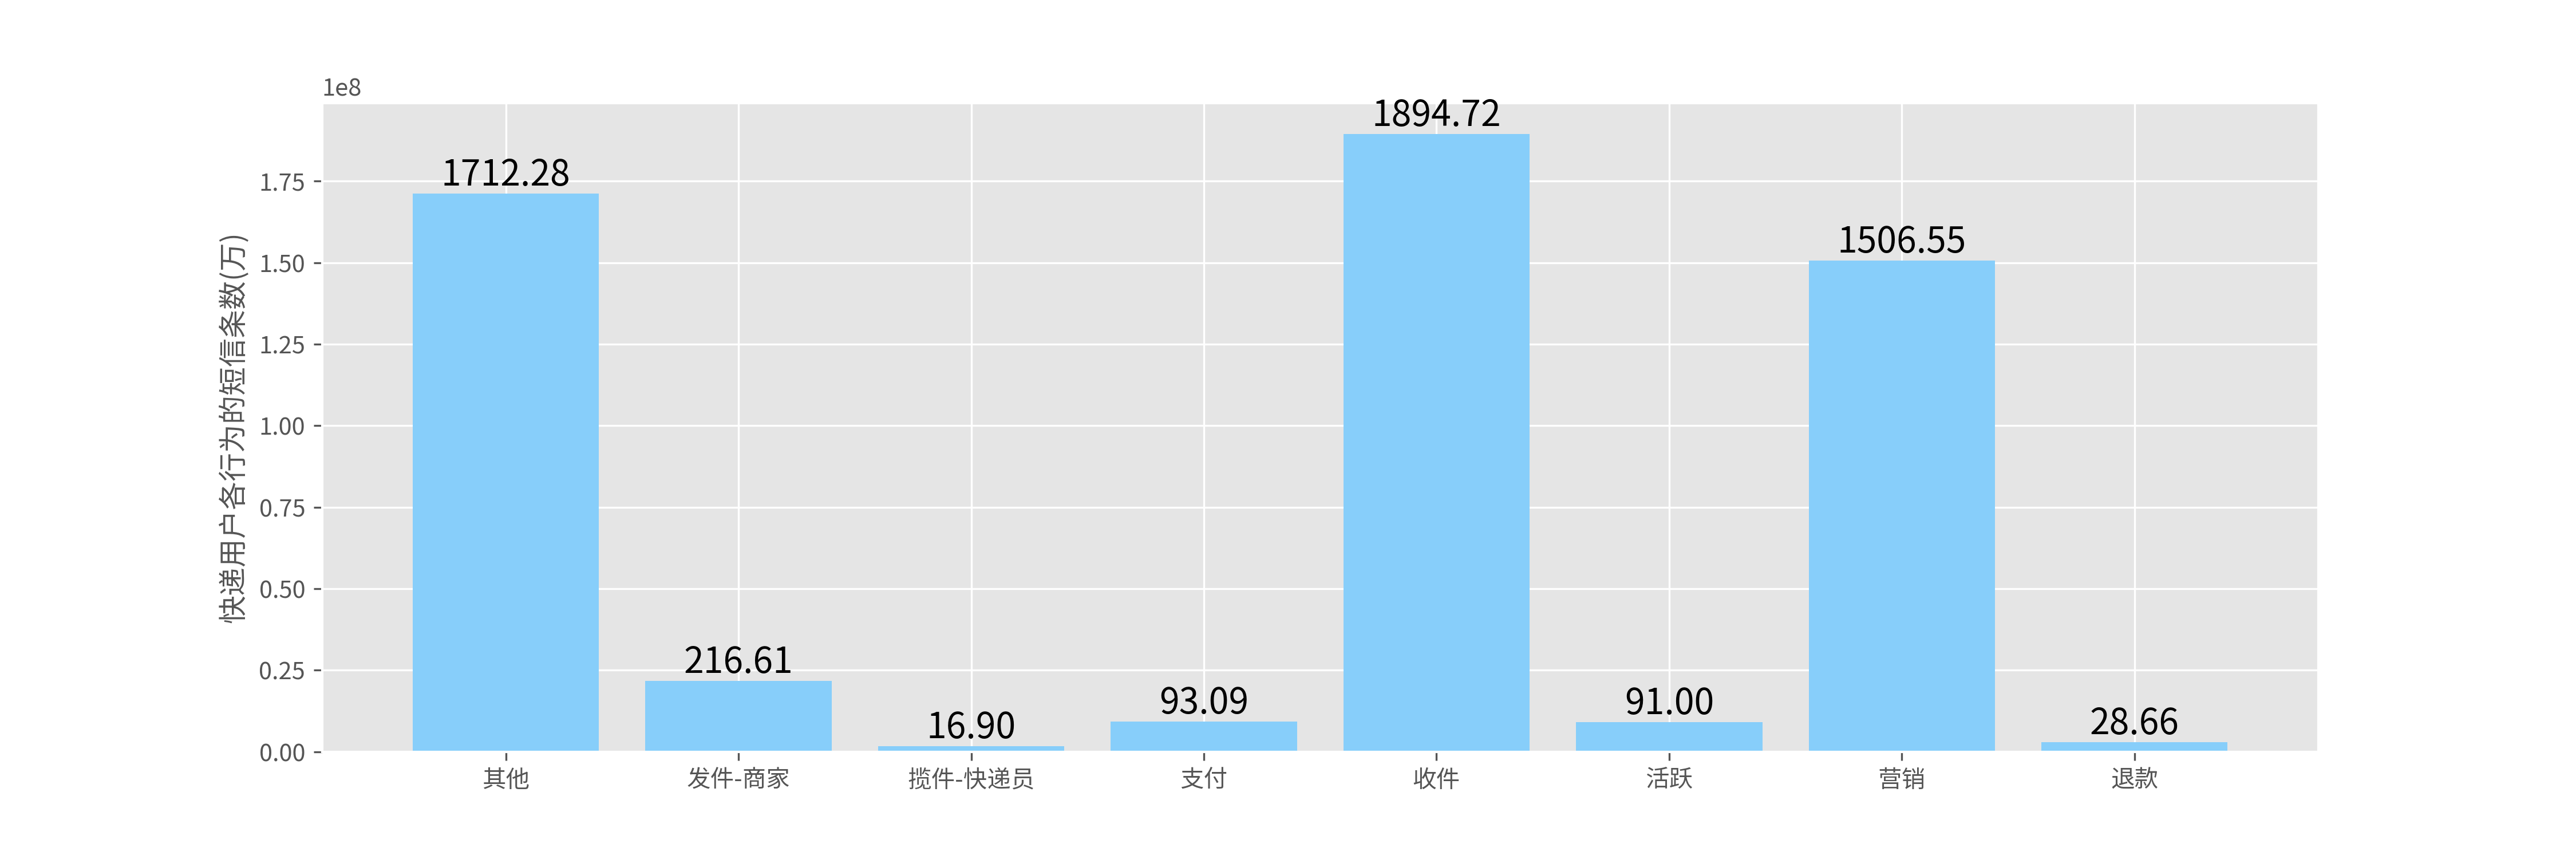 1e8
1894.72
1712.28
1.75
1506.55
1.50
1.25
1.00
0.75
0.50
0.25
0.00
快递用户各行为的短信条数(万)
216.61
16.90
93.09
91.00
28.66
其他
发件-商家
揽件-快递员
支付
收件
活跃
营销
退款